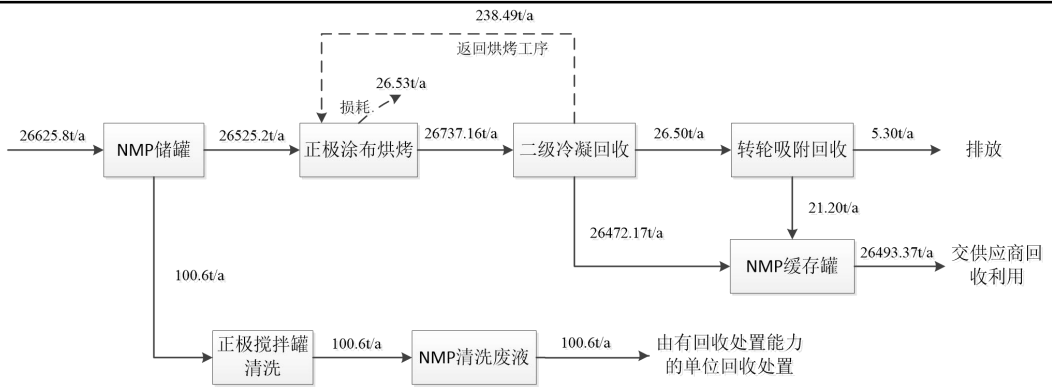 238.49t/a
返回烘烤工序
26.53t/a
损耗.
26625.8t/a
NMP储罐
26525.2t/a
正极涂布烘烤
26737.16t/a
二级冷凝回收
26.50t/a
转轮吸附回收
5.30t/a
排放
21.20t/a
26472.17t/a
NMP缓存罐
26493.37t/a
交供应商回
收利用
100.6t/a
正极搅拌罐
清洗
100.6t/a
NMP清洗废液
100.6t/a
由有回收处置能力
的单位回收处置